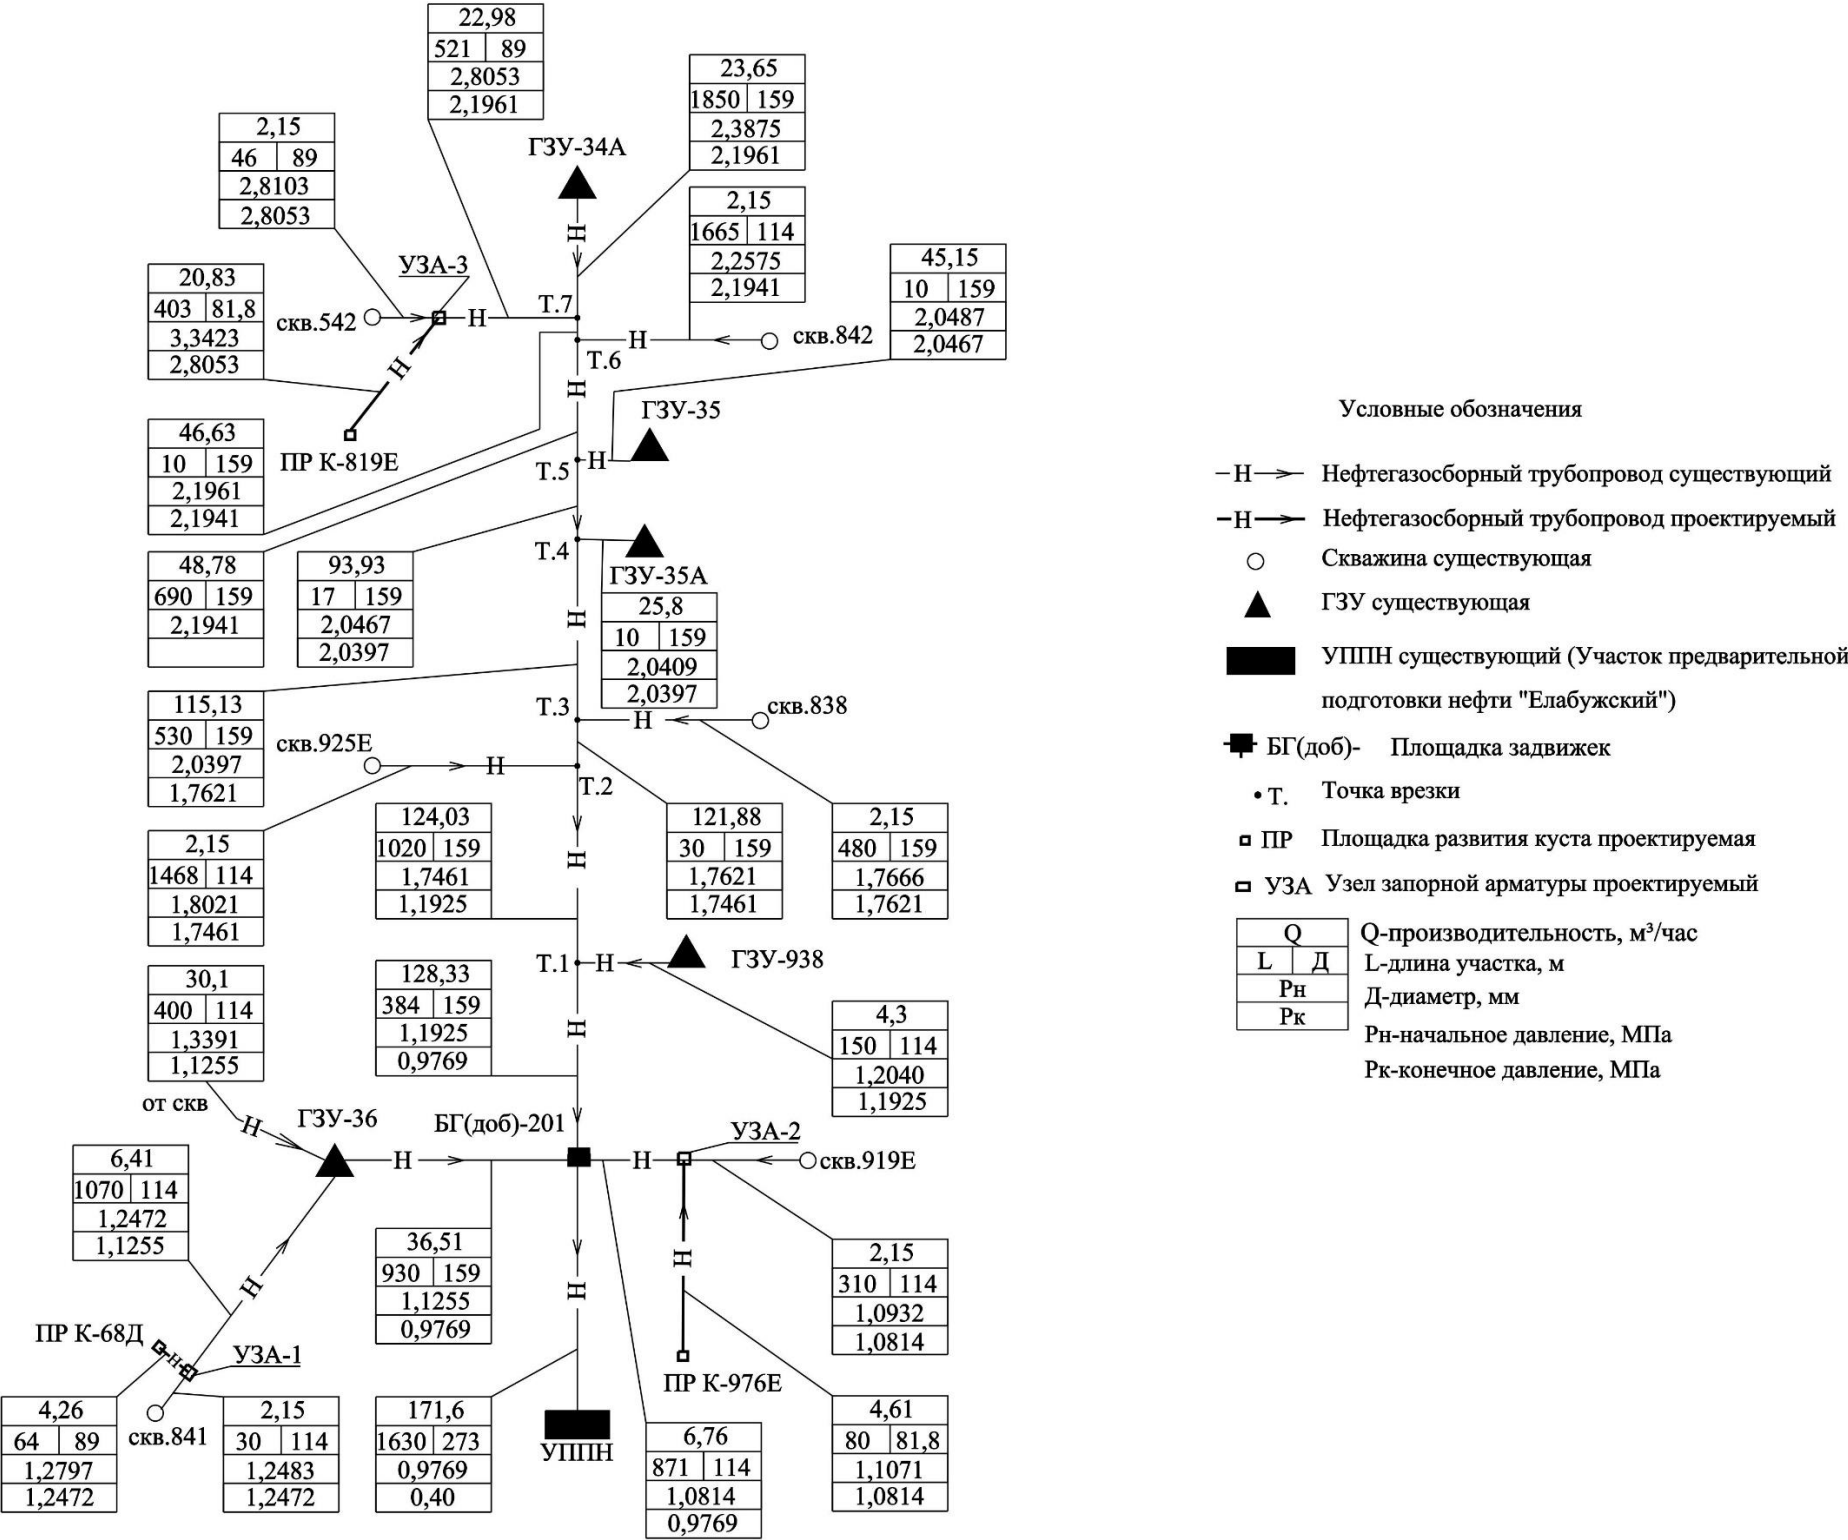 22,98
521 89
2,8053
2,1961
23,65
1850 159
2,3875
2,1961
2,15
46 89
2,8103
2,8053
ГЗУ-34А
Н
2,15
1665 114
2,2575
2,1941
45,15
10 159
2,0487
2,0467
20,83
403 81,8
3,3423
2,8053
УЗА-3
скв.542
Н
Т.7
Н
скв.842
Т.6
Н
Н
ПР К-819Е
ГЗУ-35
Н
Т.5
46,63
10 159
2,1961
2,1941
48,78
690 159
2,1941
93,93
17 159
2,0467
2,0397
Т.4
ГЗУ-35А
25,8
10 159
2,0409
2,0397
Н
115,13
530 159
2,0397
1,7621
Т.3
Н
скв.838
скв.925Е
Н
Т.2
2,15
1468 114
1,8021
1,7461
124,03
1020 159
1,7461
1,1925
Н
121,88
30 159
1,7621
1,7461
2,15
480 159
1,7666
1,7621
Т.1
Н
ГЗУ-938
30,1
400 114
1,3391
1,1255
128,33
384 159
1,1925
0,9769
Н
4,3
150 114
1,2040
1,1925
от скв
Н
ГЗУ-36
Н
БГ(доб)-201
Н
УЗА-2
скв.919Е
6,41
1070 114
1,2472
1,1255
Н
36,51
930 159
1,1255
0,9769
Н
Н
2,15
310 114
1,0932
1,0814
ПР К-68Д
Н
УЗА-1
ПР К-976Е
4,26
64 89
1,2797
1,2472
скв.841
2,15
30 114
1,2483
1,2472
171,6
1630 273
0,9769
0,40
УППН
6,76
871 114
1,0814
0,9769
4,61
80 81,8
1,1071
1,0814
Условные обозначения
Н Нефтегазосборный трубопровод существующий
Н Нефтегазосборный трубопровод проектируемый
Скважина существующая
ГЗУ существующая
УППН существующий (Участок предварительной
подготовки нефти "Елабужский")
БГ(доб)- Площадка задвижек
Т. Точка врезки
ПР Площадка развития куста проектируемая
УЗА Узел запорной арматуры проектируемый
Q
L Д
Рн
Рк
Q-производительность, м³/час
L-длина участка, м
Д-диаметр, мм
Рн-начальное давление, МПа
Рк-конечное давление, МПа